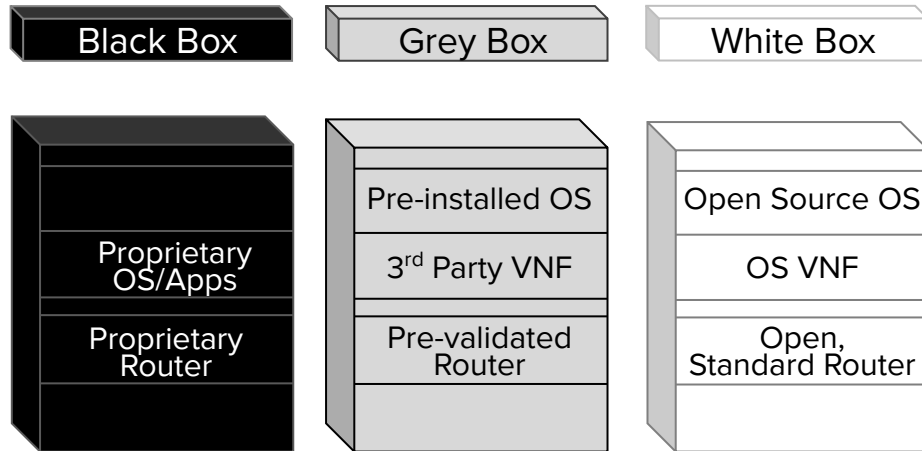 Black Box
Grey Box
White Box
Proprietary
OS/Apps
Proprietary
Router
Pre-installed OS
3rd Party VNF
Pre-validated
Router
Open Source OS
OS VNF
Open,
Standard Router